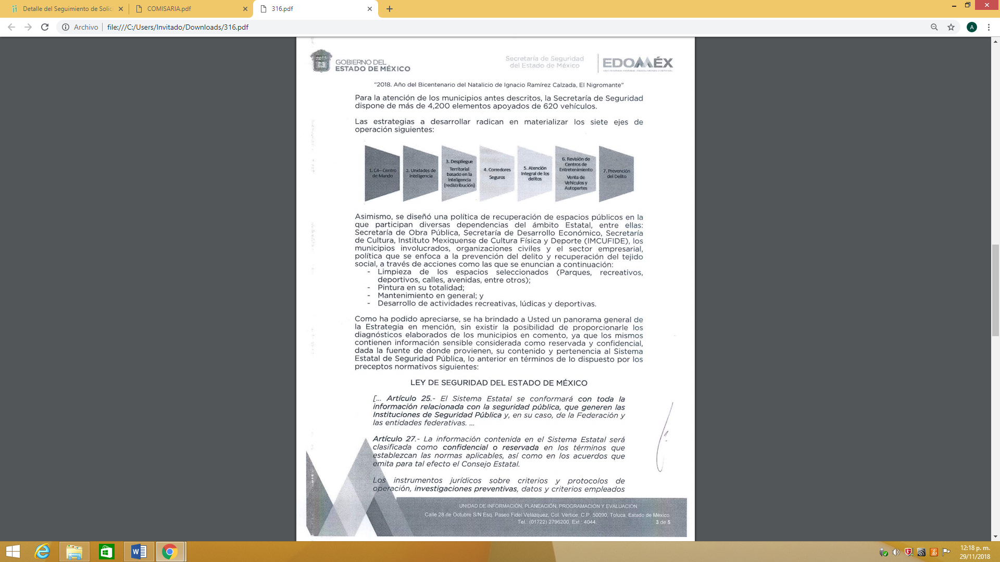 Detalle del Seguimiento de Solici
COMISARIA.pdf
316.pdf
Archivo
file:///C:/Users/Invitado/Downloads/316.pdf
A
GOBIERNO DEL
ESTADO DE MÉXICO
Secretaría de Seguridad
del Estado de México
EDOMÉX
"2018. Año del Bicentenario del Natalicio de Ignacio Ramírez Calzada, El Nigromante"
Para la atención de los municipios antes descritos, la Secretaría de Seguridad
dispone de más de 4,200 elementos apoyados de 620 vehículos.
Las estrategias a desarrollar radican en materializar los siete ejes de
operación siguientes:
1. C4– Centro
de Mando
2. Unidades de
Inteligencia
3. Despliegue
Territorial
basado en la
Inteligencia
(redistribución)
4. Corredores
Seguros
5. Atención
Integral de los
delitos
6. Revisión de
Centros de
Entretenimiento
Venta de
Vehículos y
Autopartes
7. Prevención
del Delito
Asimismo, se diseñó una política de recuperación de espacios públicos en la
que participan diversas dependencias del ámbito Estatal, entre ellas:
Secretaría de Obra Pública, Secretaría de Desarrollo Económico, Secretaría
de Cultura, Instituto Mexiquense de Cultura Física y Deporte (IMCUFIDE), los
municipios involucrados, organizaciones civiles y el sector empresarial,
política que se enfoca a la prevención del delito y recuperación del tejido
social, a través de acciones como las que se enuncian a continuación:
- Limpieza de los espacios seleccionados (Parques, recreativos,
deportivos, calles, avenidas, entre otros);
- Pintura en su totalidad;
- Mantenimiento en general; y
- Desarrollo de actividades recreativas, lúdicas y deportivas.
Como ha podido apreciarse, se ha brindado a Usted un panorama general de
la Estrategia en mención, sin existir la posibilidad de proporcionarle los
diagnósticos elaborados de los municipios en comento, ya que los mismos
contienen información sensible considerada como reservada y confidencial,
dada la fuente de donde provienen, su contenido y pertenencia al Sistema
Estatal de Seguridad Pública, lo anterior en términos de lo dispuesto por los
preceptos normativos siguientes:
LEY DE SEGURIDAD DEL ESTADO DE MÉXICO
[... Artículo 25.- El Sistema Estatal se conformará con toda la
información relacionada con la seguridad pública, que generen las
Instituciones de Seguridad Pública y, en su caso, de la Federación y
las entidades federativas. ...
Artículo 27.- La información contenida en el Sistema Estatal será
clasificada como confidencial o reservada en los términos que
establezcan las normas aplicables, así como en los acuerdos que
emita para tal efecto el Consejo Estatal.
Los instrumentos jurídicos sobre criterios y protocolos de
operación, investigaciones preventivas, datos y criterios empleados
UNIDAD DE INFORMACIÓN, PLANEACIÓN, PROGRAMACIÓN Y EVALUACIÓN
Calle 28 de Octubre S/N Esq. Paseo Fidel Velázquez, Col. Vértice. C.P. 50090, Toluca, Estado de México.
Tel.: (01722) 2796200, Ext.: 4044.
3 de 5
12:18 p. m.
29/11/2018